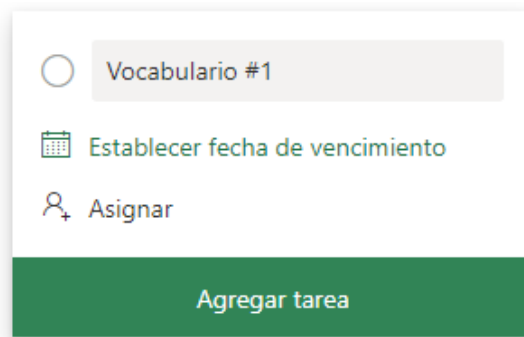 Vocabulario #1
Establecer fecha de vencimiento
Asignar
Agregar tarea